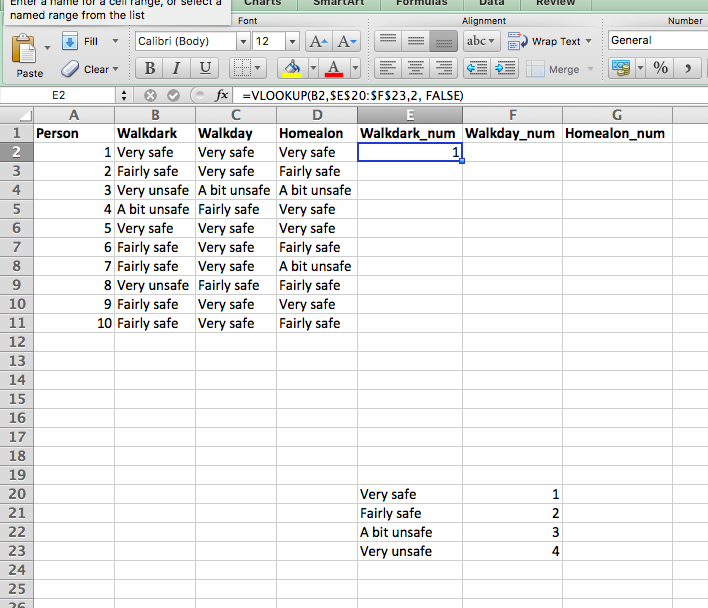 Enter a name for a cell range, or select a
named range from the list
Charts SmartArt Formulas Data Review
Font Alignment Number
Paste Fill Calibri (Body) 12 A A abc Wrap Text General
Clear B I U A Merge % ,
E2 fx =VLOOKUP(B2,$E$20:$F$23,2, FALSE)
A B C D E F G
1 Person Walkdark Walkday Homealon Walkdark_num Walkday_num Homealon_num
2 1 Very safe Very safe Very safe 1
3 2 Fairly safe Very safe Fairly safe
4 3 Very unsafe A bit unsafe A bit unsafe
5 4 A bit unsafe Fairly safe Very safe
6 5 Very safe Very safe Very safe
7 6 Fairly safe Very safe Fairly safe
8 7 Fairly safe Very safe A bit unsafe
9 8 Very unsafe Fairly safe Fairly safe
10 9 Fairly safe Very safe Very safe
11 10 Fairly safe Very safe Fairly safe
12
13
14
15
16
17
18
19
20 Very safe 1
21 Fairly safe 2
22 A bit unsafe 3
23 Very unsafe 4
24
25
26